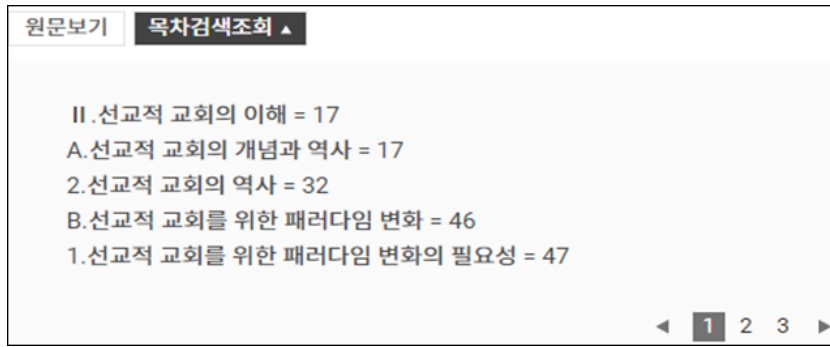 원문보기 목차검색조회 ▲
Ⅱ.선교적 교회의 이해 = 17
A.선교적 교회의 개념과 역사 = 17
2.선교적 교회의 역사 = 32
B.선교적 교회를 위한 패러다임 변화 = 46
1.선교적 교회를 위한 패러다임 변화의 필요성 = 47
◀ 1 2 3 ▶